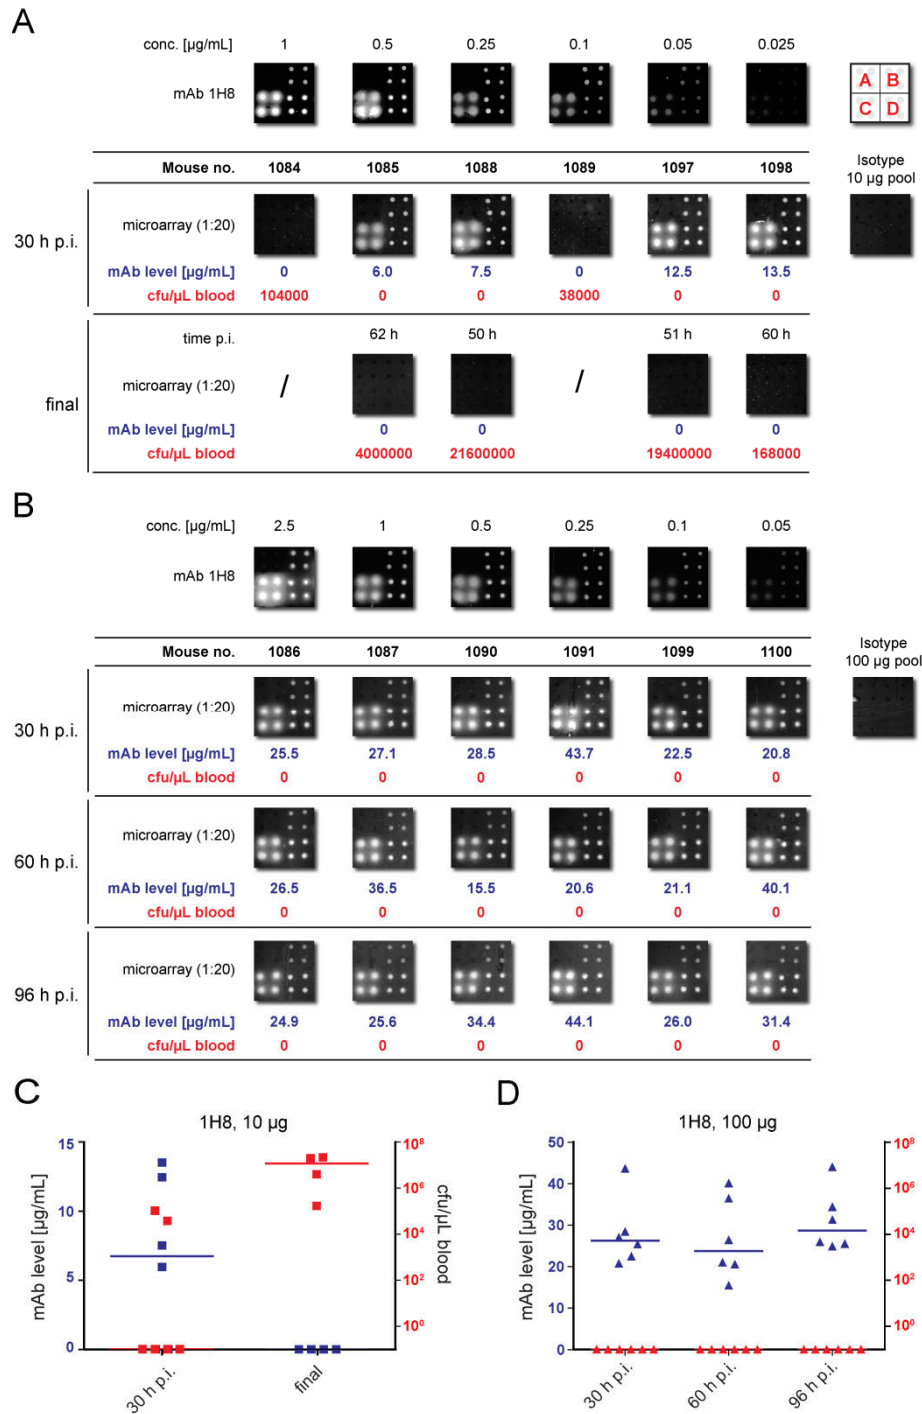 A
conc. [µg/mL] 1 0.5 0.25 0.1 0.05 0.025
mAb 1H8
A B
C D
Mouse no. 1084 1085 1088 1089 1097 1098
Isotype
10 µg pool
30 h p.i.
microarray (1:20)
mAb level [µg/mL] 0 6.0 7.5 0 12.5 13.5
cfu/µL blood 104000 0 0 38000 0 0
final
time p.i. 62 h 50 h 51 h 60 h
microarray (1:20) / /
mAb level [µg/mL] 0 0 0 0
cfu/µL blood 4000000 21600000 19400000 168000
B
conc. [µg/mL] 2.5 1 0.5 0.25 0.1 0.05
mAb 1H8
Mouse no. 1086 1087 1090 1091 1099 1100
Isotype
100 µg pool
30 h p.i.
microarray (1:20)
mAb level [µg/mL] 25.5 27.1 28.5 43.7 22.5 20.8
cfu/µL blood 0 0 0 0 0 0
60 h p.i.
microarray (1:20)
mAb level [µg/mL] 26.5 36.5 15.5 20.6 21.1 40.1
cfu/µL blood 0 0 0 0 0 0
96 h p.i.
microarray (1:20)
mAb level [µg/mL] 24.9 25.6 34.4 44.1 26.0 31.4
cfu/µL blood 0 0 0 0 0 0
C
1H8, 10 µg
mAb level [µg/mL]
15
10
5
0
10⁸
10⁶
10⁴
10²
10⁰
cfu/µL blood
30 h p.i.
final
D
1H8, 100 µg
mAb level [µg/mL]
50
40
30
20
10
0
10⁸
10⁶
10⁴
10²
10⁰
30 h p.i.
60 h p.i.
96 h p.i.